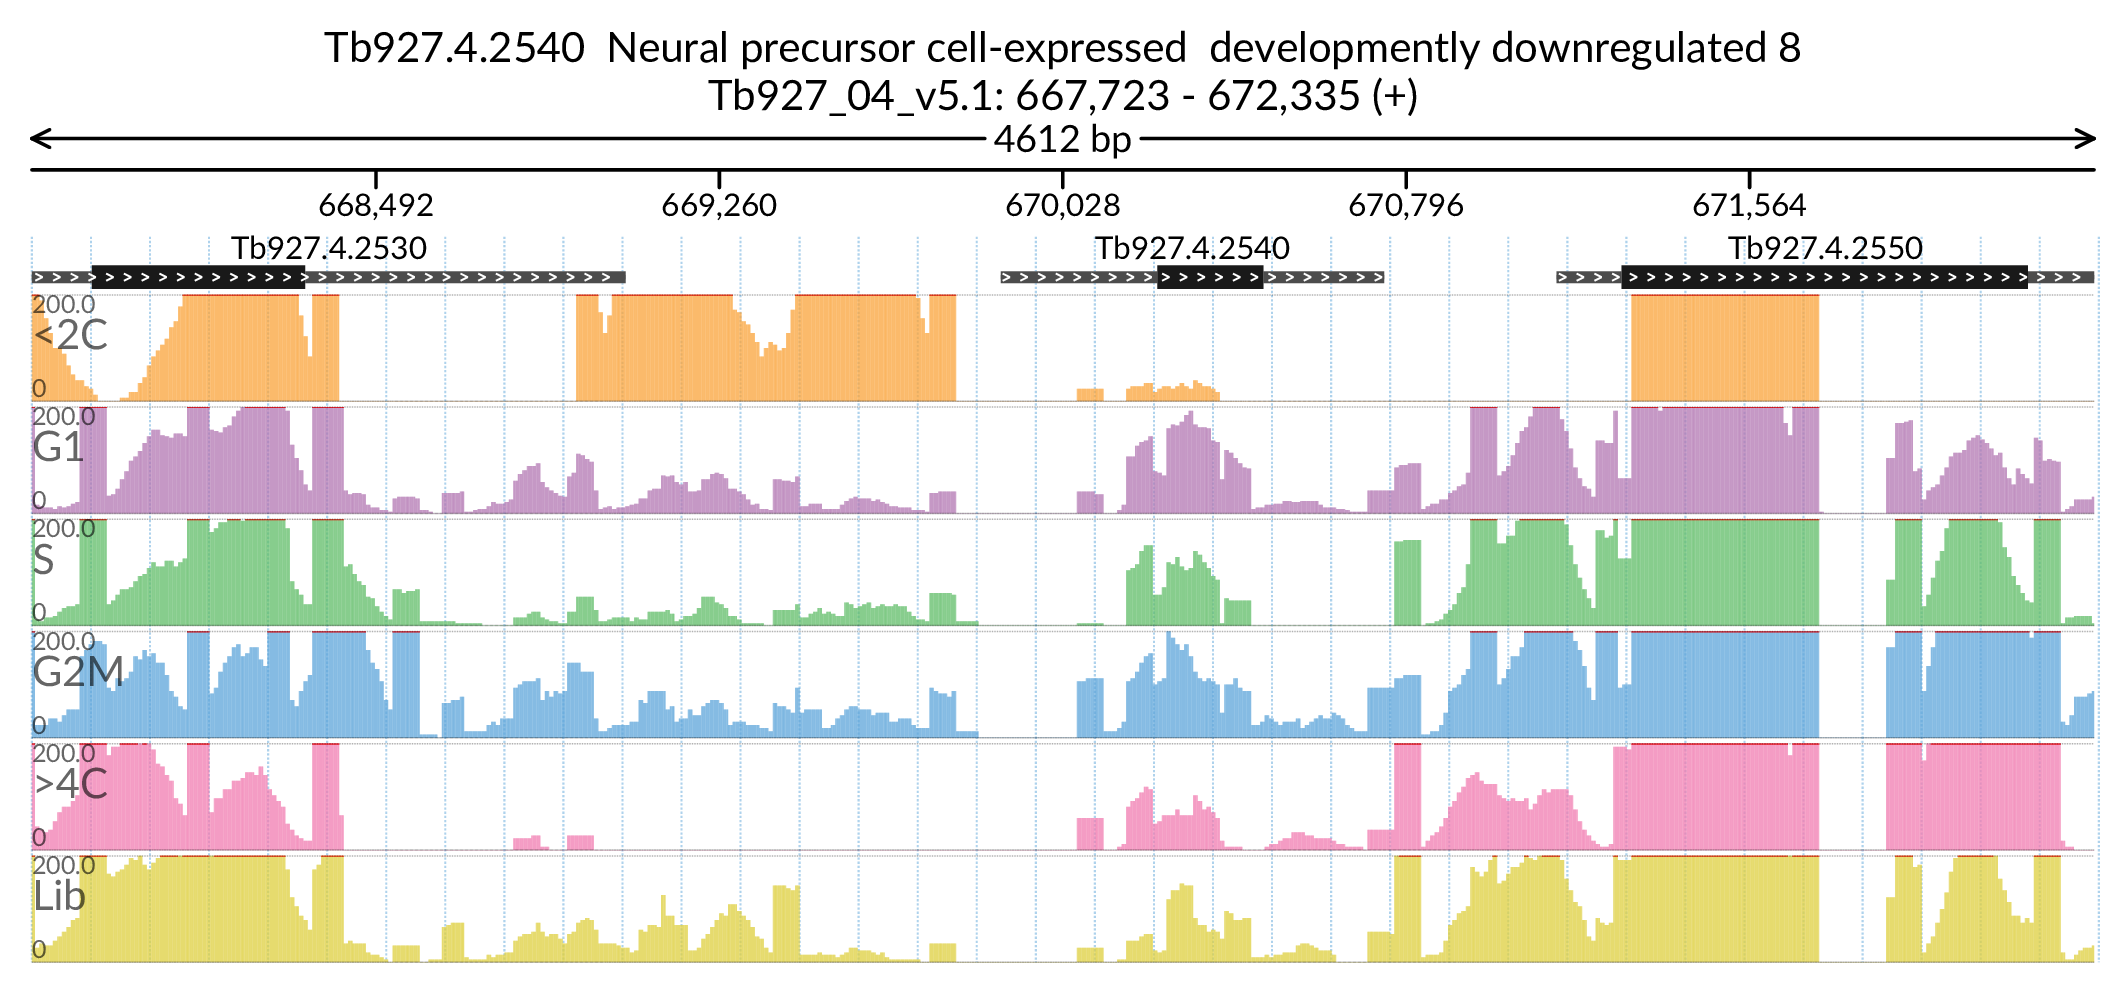 Tb927.4.2540 Neural precursor cell-expressed developmently downregulated 8
Tb927_04_v5.1: 667,723 - 672,335 (+)
4612 bp
668,492 669,260 670,028 670,796 671,564
Tb927.4.2530 Tb927.4.2540 Tb927.4.2550
200.0
<2C
0
200.0
G1
0
200.0
S
0
200.0
G2M
0
200.0
>4C
0
200.0
Lib
0